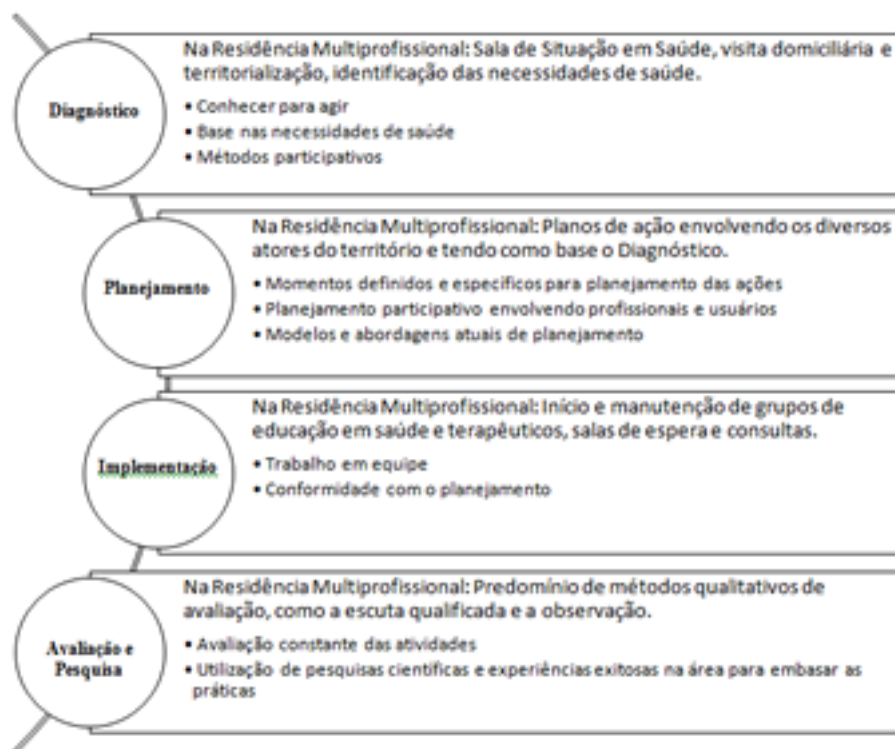 Diagnóstico
Na Residência Multiprofissional: Sala de Situação em Saúde, visita domiciliária e
territorialização, identificação das necessidades de saúde.
• Conhecer para agir
• Base nas necessidades de saúde
• Métodos participativos
Planejamento
Na Residência Multiprofissional: Planos de ação envolvendo os diversos
atores do território e tendo como base o Diagnóstico.
• Momentos definidos e específicos para planejamento das ações
• Planejamento participativo envolvendo profissionais e usuários
• Modelos e abordagens atuais de planejamento
Implementação
Na Residência Multiprofissional: Início e manutenção de grupos de
educação em saúde e terapêuticos, salas de espera e consultas.
• Trabalho em equipe
• Conformidade com o planejamento
Avaliação e
Pesquisa
Na Residência Multiprofissional: Predomínio de métodos qualitativos de
avaliação, como a escuta qualificada e a observação.
• Avaliação constante das atividades
• Utilização de pesquisas científicas e experiências exitosas na área para embasar as
práticas